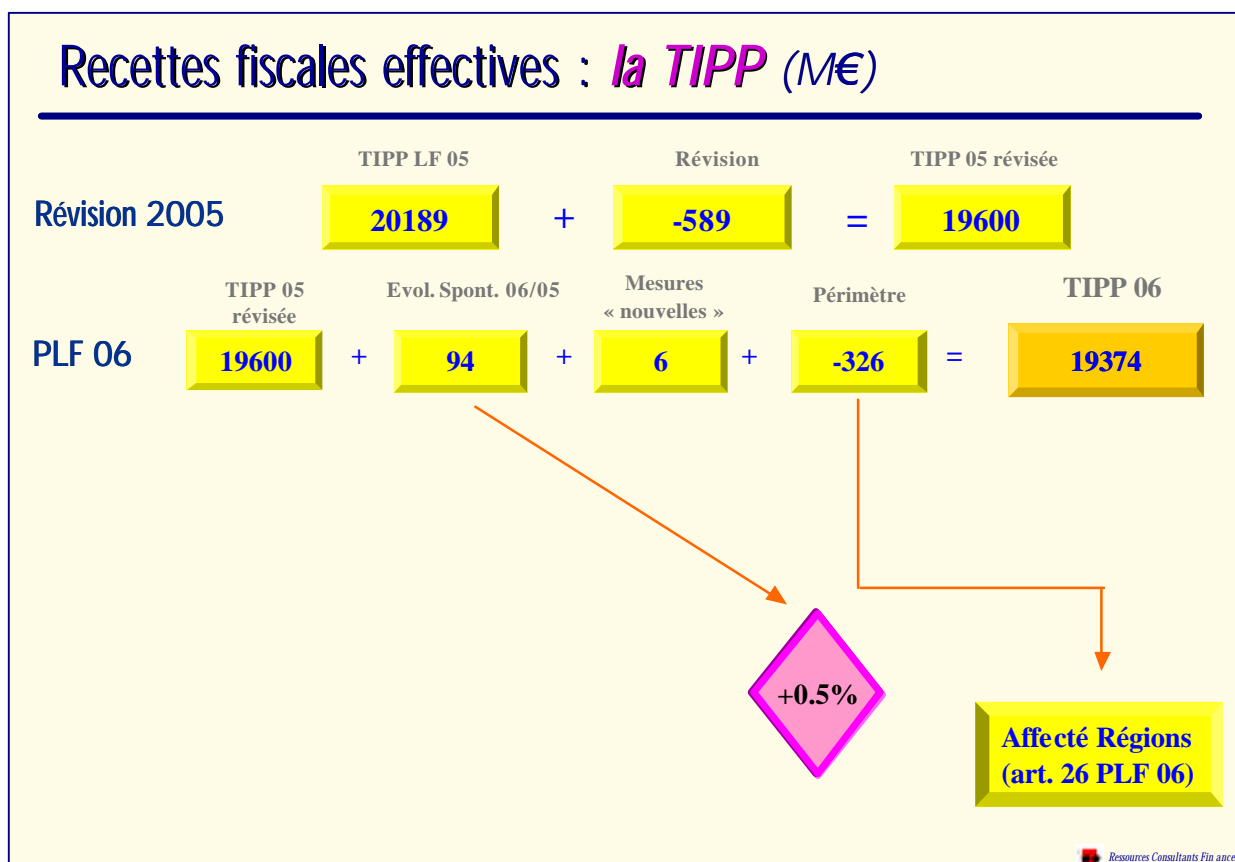 Recettes fiscales effectives : la TIPP (M€)
TIPP LF 05 Révision TIPP 05 révisée
Révision 2005 20189 + -589 = 19600
TIPP 05 révisée Evol. Spont. 06/05 Mesures « nouvelles » Périmètre TIPP 06
PLF 06 19600 + 94 + 6 + -326 = 19374
+0.5%
Affecté Régions
(art. 26 PLF 06)
Ressources Consultants Fin ance